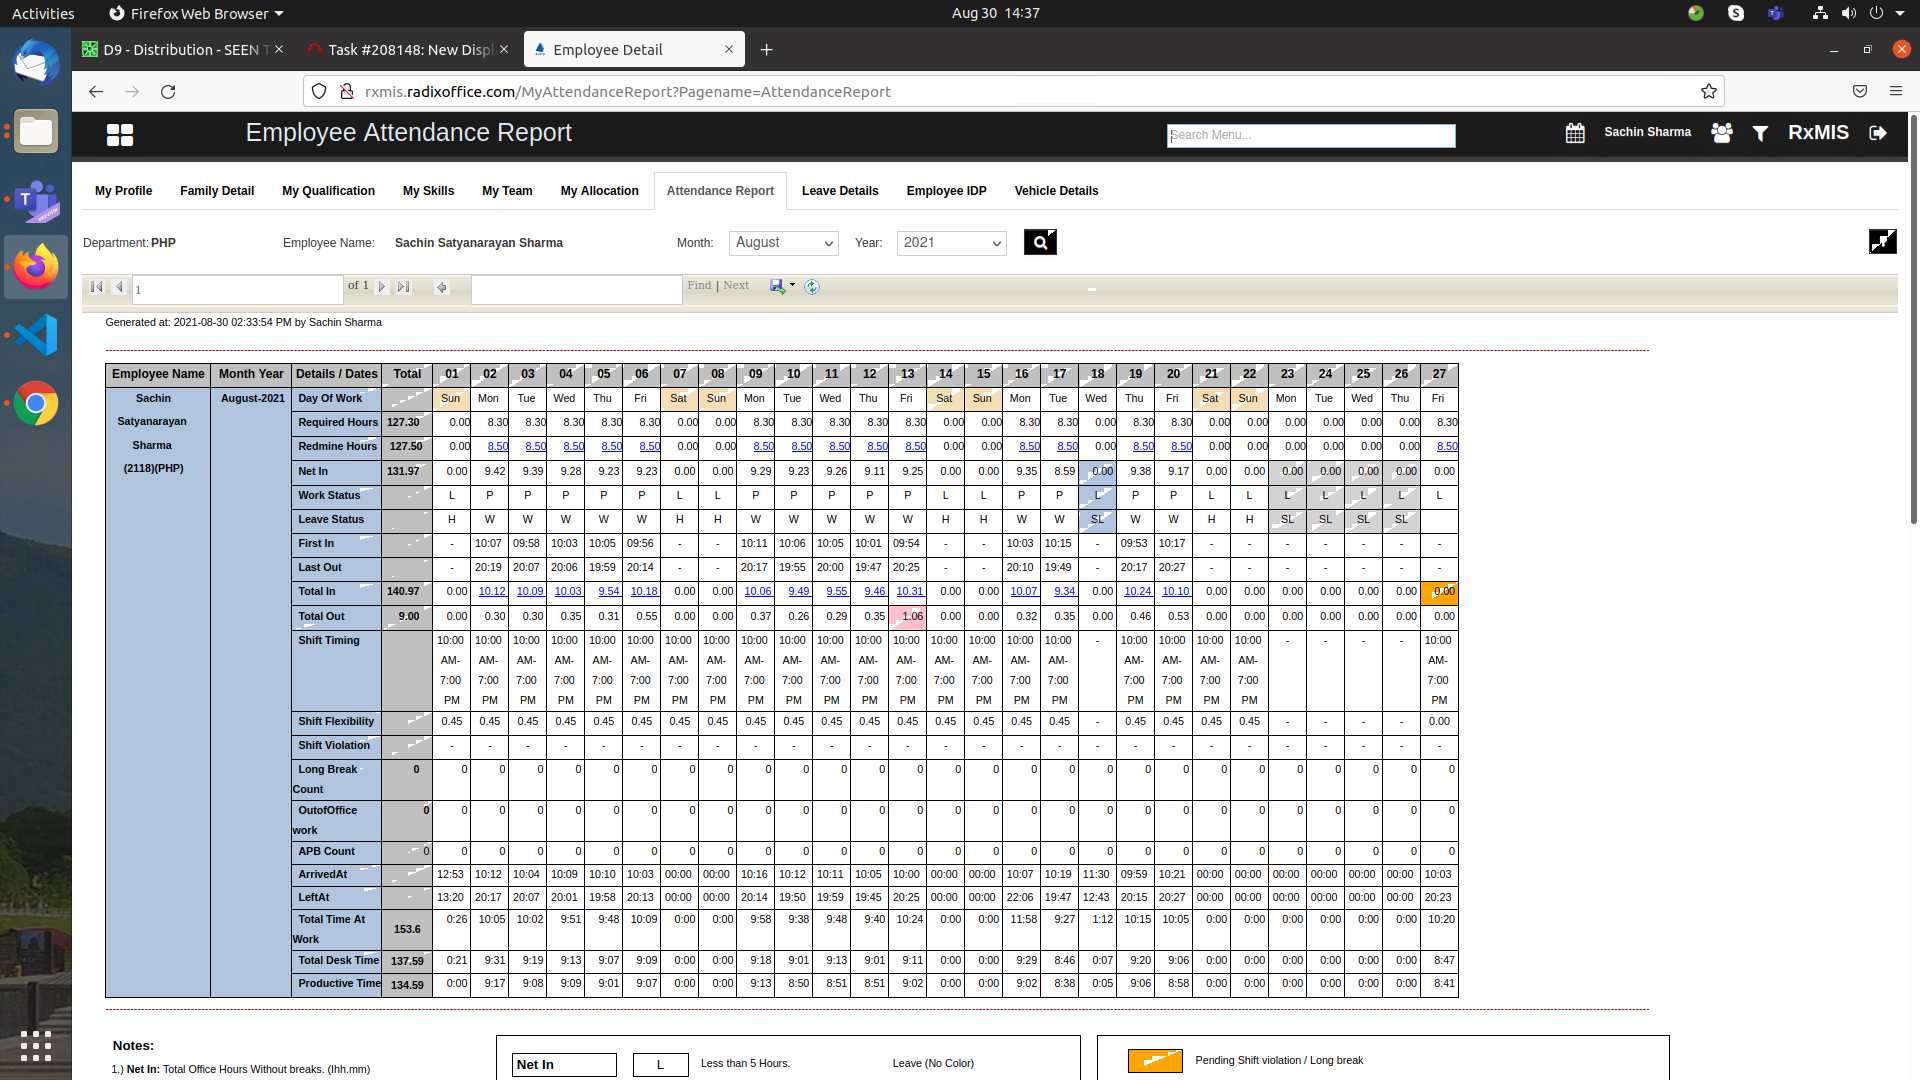 Activities Firefox Web Browser Aug 30 14:37
D9 - Distribution - SEEN T Task #208148: New Displ Employee Detail
rxmis.radixoffice.com/MyAttendanceReport?Pagename=AttendanceReport
Employee Attendance Report Search Menu... Sachin Sharma RxMIS
My Profile Family Detail My Qualification My Skills My Team My Allocation Attendance Report Leave Details Employee IDP Vehicle Details
Department: PHP Employee Name: Sachin Satyanarayan Sharma Month: August Year: 2021
1 of 1 Find | Next
Generated at: 2021-08-30 02:33:54 PM by Sachin Sharma
Employee Name Month Year Details / Dates Total 01 02 03 04 05 06 07 08 09 10 11 12 13 14 15 16 17 18 19 20 21 22 23 24 25 26 27
Sachin August-2021 Day Of Work Sun Mon Tue Wed Thu Fri Sat Sun Mon Tue Wed Thu Fri Sat Sun Mon Tue Wed Thu Fri Sat Sun Mon Tue Wed Thu Fri
Satyanarayan Required Hours 127.30 0.00 8.30 8.30 8.30 8.30 8.30 0.00 0.00 8.30 8.30 8.30 8.30 8.30 0.00 0.00 8.30 8.30 0.00 8.30 8.30 0.00 0.00 0.00 0.00 0.00 0.00 8.30
Sharma Redmine Hours 127.50 0.00 8.50 8.50 8.50 8.50 8.50 0.00 0.00 8.50 8.50 8.50 8.50 8.50 0.00 0.00 8.50 8.50 0.00 8.50 8.50 0.00 0.00 0.00 0.00 0.00 0.00 8.50
(2118)(PHP) Net In 131.97 0.00 9.42 9.39 9.28 9.23 9.23 0.00 0.00 9.29 9.23 9.26 9.11 9.25 0.00 0.00 9.35 8.59 0.00 9.38 9.17 0.00 0.00 0.00 0.00 0.00 0.00 0.00
Work Status L P P P P P L L P P P P P L L P P L P P L L L L L L L
Leave Status H W W W W W H H W W W W W H H W W SL W W H H SL SL SL SL
First In - 10:07 09:58 10:03 10:05 09:56 - - 10:11 10:06 10:05 10:01 09:54 - - 10:03 10:15 - 09:53 10:17 - - - - - - -
Last Out - 20:19 20:07 20:06 19:59 20:14 - - 20:17 19:55 20:00 19:47 20:25 - - 20:10 19:49 - 20:17 20:27 - - - - - - -
Total In 140.97 0.00 10.12 10.09 10.03 9.54 10.18 0.00 0.00 10.06 9.49 9.55 9.46 10.31 0.00 0.00 10.07 9.34 0.00 10.24 10.10 0.00 0.00 0.00 0.00 0.00 0.00 0.00
Total Out 9.00 0.00 0.30 0.30 0.35 0.31 0.55 0.00 0.00 0.37 0.26 0.29 0.35 1.06 0.00 0.00 0.32 0.35 0.00 0.46 0.53 0.00 0.00 0.00 0.00 0.00 0.00 0.00
Shift Timing 10:00 10:00 10:00 10:00 10:00 10:00 10:00 10:00 10:00 10:00 10:00 10:00 10:00 10:00 10:00 10:00 10:00 - 10:00 10:00 10:00 10:00 - - - - 10:00
AM- AM- AM- AM- AM- AM- AM- AM- AM- AM- AM- AM- AM- AM- AM- AM- AM- AM- AM- AM- AM- AM-
7:00 7:00 7:00 7:00 7:00 7:00 7:00 7:00 7:00 7:00 7:00 7:00 7:00 7:00 7:00 7:00 7:00 7:00 7:00 7:00 7:00 7:00
PM PM PM PM PM PM PM PM PM PM PM PM PM PM PM PM PM PM PM PM PM PM
Shift Flexibility 0.45 0.45 0.45 0.45 0.45 0.45 0.45 0.45 0.45 0.45 0.45 0.45 0.45 0.45 0.45 0.45 0.45 - 0.45 0.45 0.45 0.45 - - - - 0.00
Shift Violation - - - - - - - - - - - - - - - - - - - - - - - - - - -
Long Break 0 0 0 0 0 0 0 0 0 0 0 0 0 0 0 0 0 0 0 0 0 0 0 0 0 0 0 0
Count
OutofOffice 0 0 0 0 0 0 0 0 0 0 0 0 0 0 0 0 0 0 0 0 0 0 0 0 0 0 0 0
work
APB Count 0 0 0 0 0 0 0 0 0 0 0 0 0 0 0 0 0 0 0 0 0 0 0 0 0 0 0 0
ArrivedAt 12:53 10:12 10:04 10:09 10:10 10:03 00:00 00:00 10:16 10:12 10:11 10:05 10:00 00:00 00:00 10:07 10:19 11:30 09:59 10:21 00:00 00:00 00:00 00:00 00:00 00:00 10:03
LeftAt 13:20 20:17 20:07 20:01 19:58 20:13 00:00 00:00 20:14 19:50 19:59 19:45 20:25 00:00 00:00 22:06 19:47 12:43 20:15 20:27 00:00 00:00 00:00 00:00 00:00 00:00 20:23
Total Time At 153.6 0:26 10:05 10:02 9:51 9:48 10:09 0:00 0:00 9:58 9:38 9:48 9:40 10:24 0:00 0:00 11:58 9:27 1:12 10:15 10:05 0:00 0:00 0:00 0:00 0:00 0:00 10:20
Work
Total Desk Time 137.59 0:21 9:31 9:19 9:13 9:07 9:09 0:00 0:00 9:18 9:01 9:13 9:01 9:11 0:00 0:00 9:29 8:46 0:07 9:20 9:06 0:00 0:00 0:00 0:00 0:00 0:00 8:47
Productive Time 134.59 0:00 9:17 9:08 9:09 9:01 9:07 0:00 0:00 9:13 8:50 8:51 8:51 9:02 0:00 0:00 9:02 8:38 0:05 9:06 8:58 0:00 0:00 0:00 0:00 0:00 0:00 8:41
Notes:
1.) Net In: Total Office Hours Without breaks. (lhh.mm)
Net In L Less than 5 Hours. Leave (No Color)
Pending Shift violation / Long break